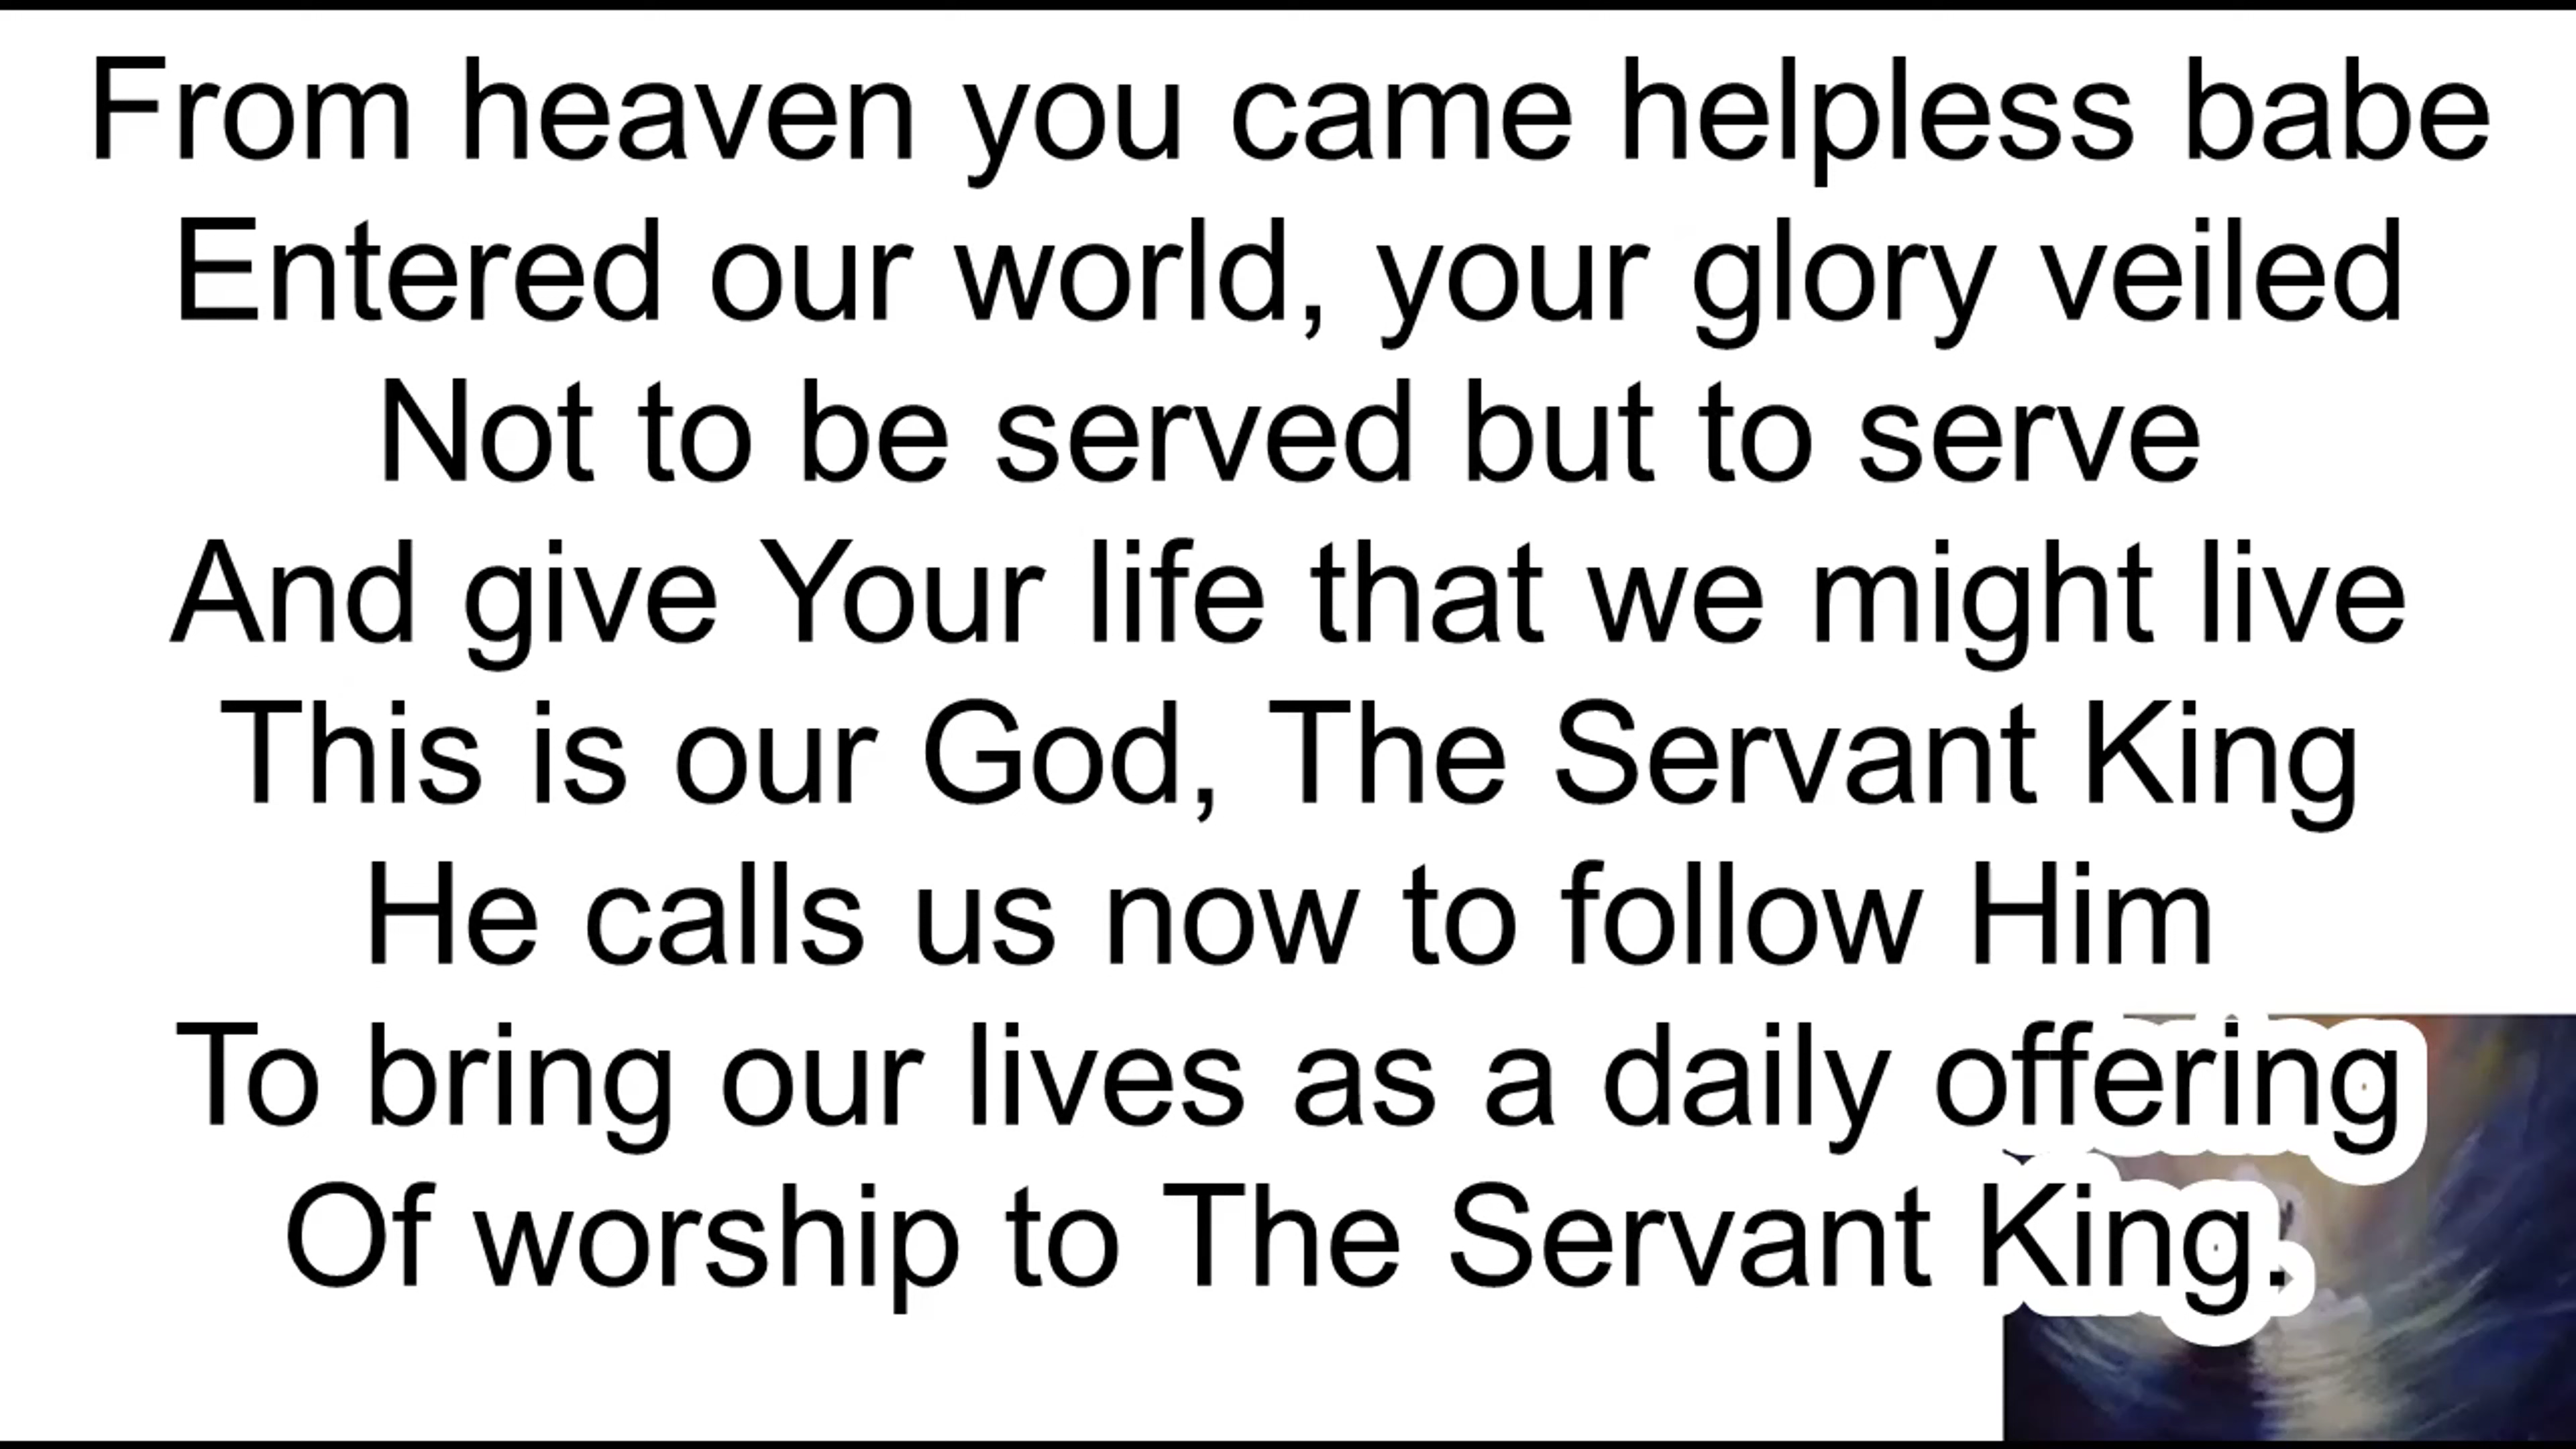 From heaven you came helpless babe
Entered our world, your glory veiled
Not to be served but to serve
And give Your life that we might live
This is our God, The Servant King
He calls us now to follow Him
To bring our lives as a daily offering
Of worship to The Servant King.